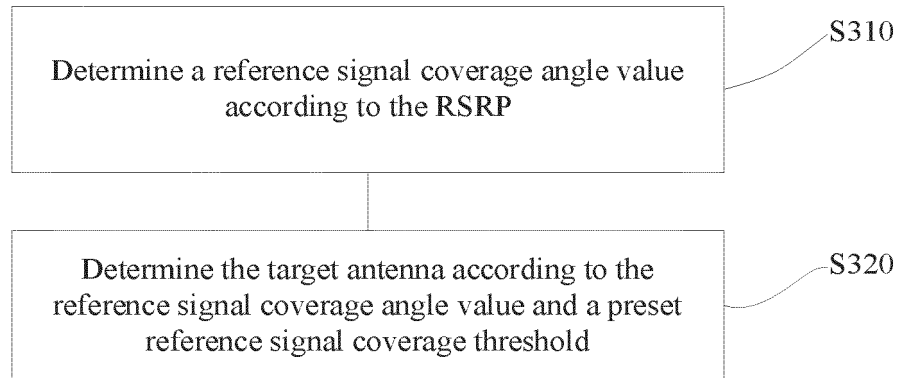 S310
Determine a reference signal coverage angle value
according to the RSRP
S320
Determine the target antenna according to the
reference signal coverage angle value and a preset
reference signal coverage threshold